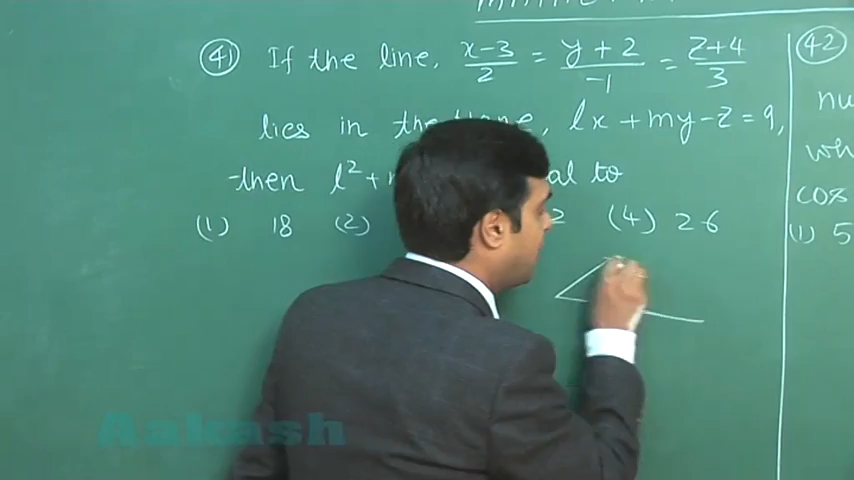 41 If the line, x-3/2 = y+2/-1 = z+4/3
lies in the plane, lx + my - z = 9,
then l² + m² equal to
(1) 18 (2) 2 (4) 26
42
nu
wh
cos
(1) 5
Aakash